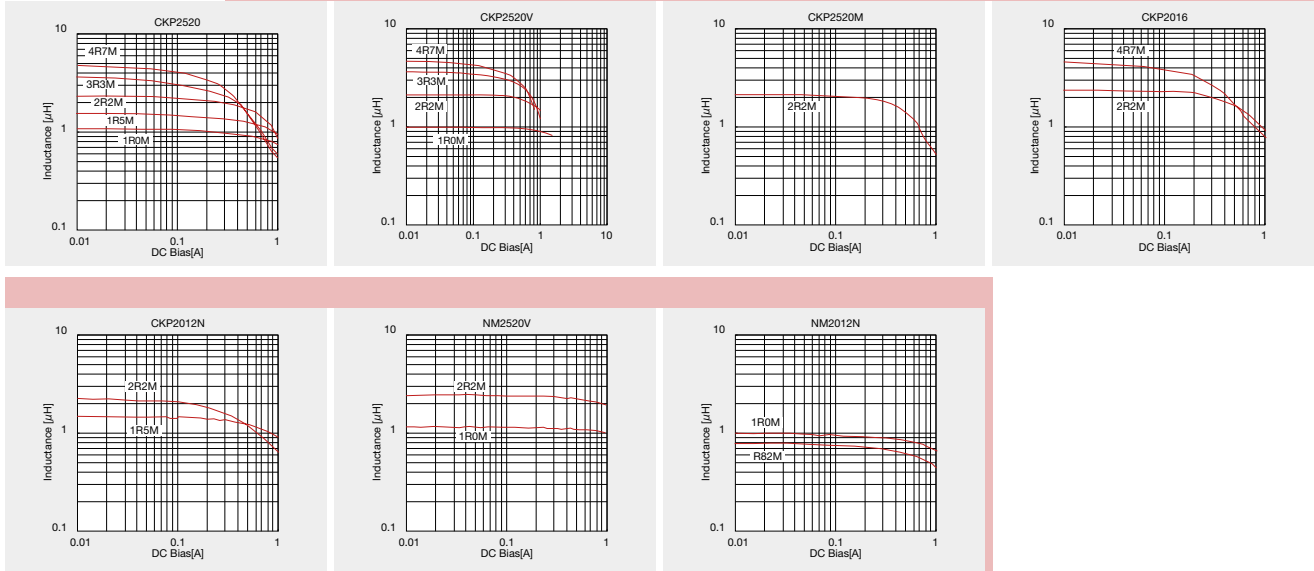 CKP2520
10
4R7M
3R3M
2R2M
1R5M
1R0M
1
0.1
Inductance [µH]
0.01
0.1
1
DC Bias[A]
CKP2520V
10
4R7M
3R3M
2R2M
1R0M
1
0.1
Inductance [µH]
0.01
0.1
1
10
DC Bias[A]
CKP2520M
10
2R2M
1
0.1
Inductance [µH]
0.01
0.1
1
DC Bias[A]
CKP2016
10
4R7M
2R2M
1
0.1
Inductance [µH]
0.01
0.1
1
DC Bias[A]
CKP2012N
10
2R2M
1R5M
1
0.1
Inductance [µH]
0.01
0.1
1
DC Bias[A]
NM2520V
10
2R2M
1R0M
1
0.1
Inductance [µH]
0.01
0.1
1
DC Bias[A]
NM2012N
10
1R0M
R82M
1
0.1
Inductance [µH]
0.01
0.1
1
DC Bias[A]